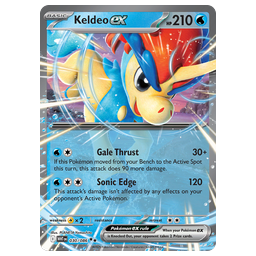 BASIC
Keldeo ex
HP 210
Gale Thrust 30+
If this Pokémon moved from your Bench to the Active Spot
this turn, this attack does 90 more damage.
Sonic Edge 120
This attack's damage isn't affected by any effects on your
opponent's Active Pokémon.
weakness ×2
resistance
retreat
Pokémon ex rule
When your Pokémon ex
is Knocked Out, your opponent takes 2 Prize cards.